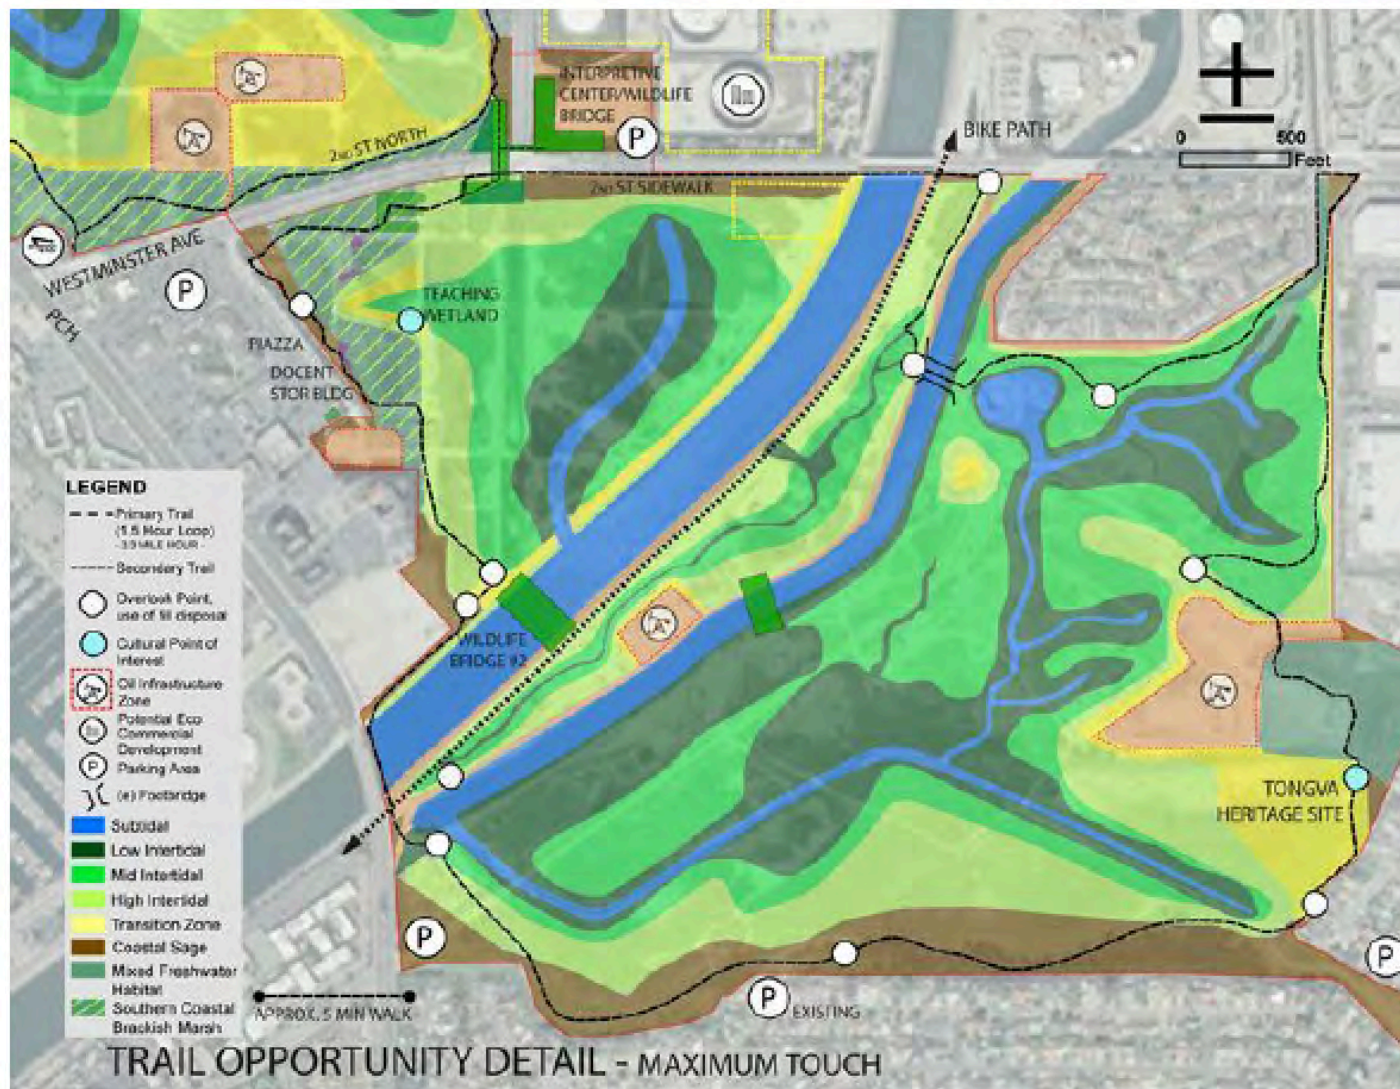 INTERPRETIVE
CENTER/WILDLIFE
BRIDGE
P
BIKE PATH
0 500
Feet
2ND ST NORTH
2ND ST SIDEWALK
WESTMINSTER AVE
PCH
P
TEACHING
WETLAND
PIAZZA
DOCENT
STOR BLDG
WILDLIFE
BRIDGE #2
TONGVA
HERITAGE SITE
P
P
P EXISTING
LEGEND
Primary Trail
(1.5 Hour Loop)
Secondary Trail
Overlook Point,
use of fill disposal
Cultural Point of
Interest
Oil Infrastructure
Zone
Potential Eco
Commercial
Development
P Parking Area
(e) Footbridge
Subtidal
Low Intertidal
Mid Intertidal
High Intertidal
Transition Zone
Coastal Sage
Mixed Freshwater
Habitat
Southern Coastal
Brackish Marsh
APPROX. 5 MIN WALK
TRAIL OPPORTUNITY DETAIL - MAXIMUM TOUCH